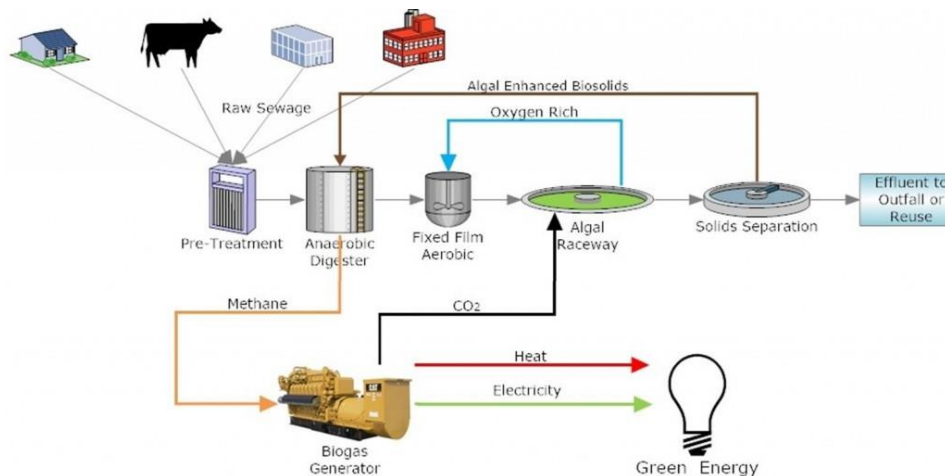 Raw Sewage
Algal Enhanced Biosolids
Oxygen Rich
Pre-Treatment
Anaerobic
Digester
Fixed Film
Aerobic
Algal
Raceway
Solids Separation
Effluent to
Outfall or
Reuse
Methane
CO₂
Heat
Electricity
CAT
Biogas
Generator
Green Energy